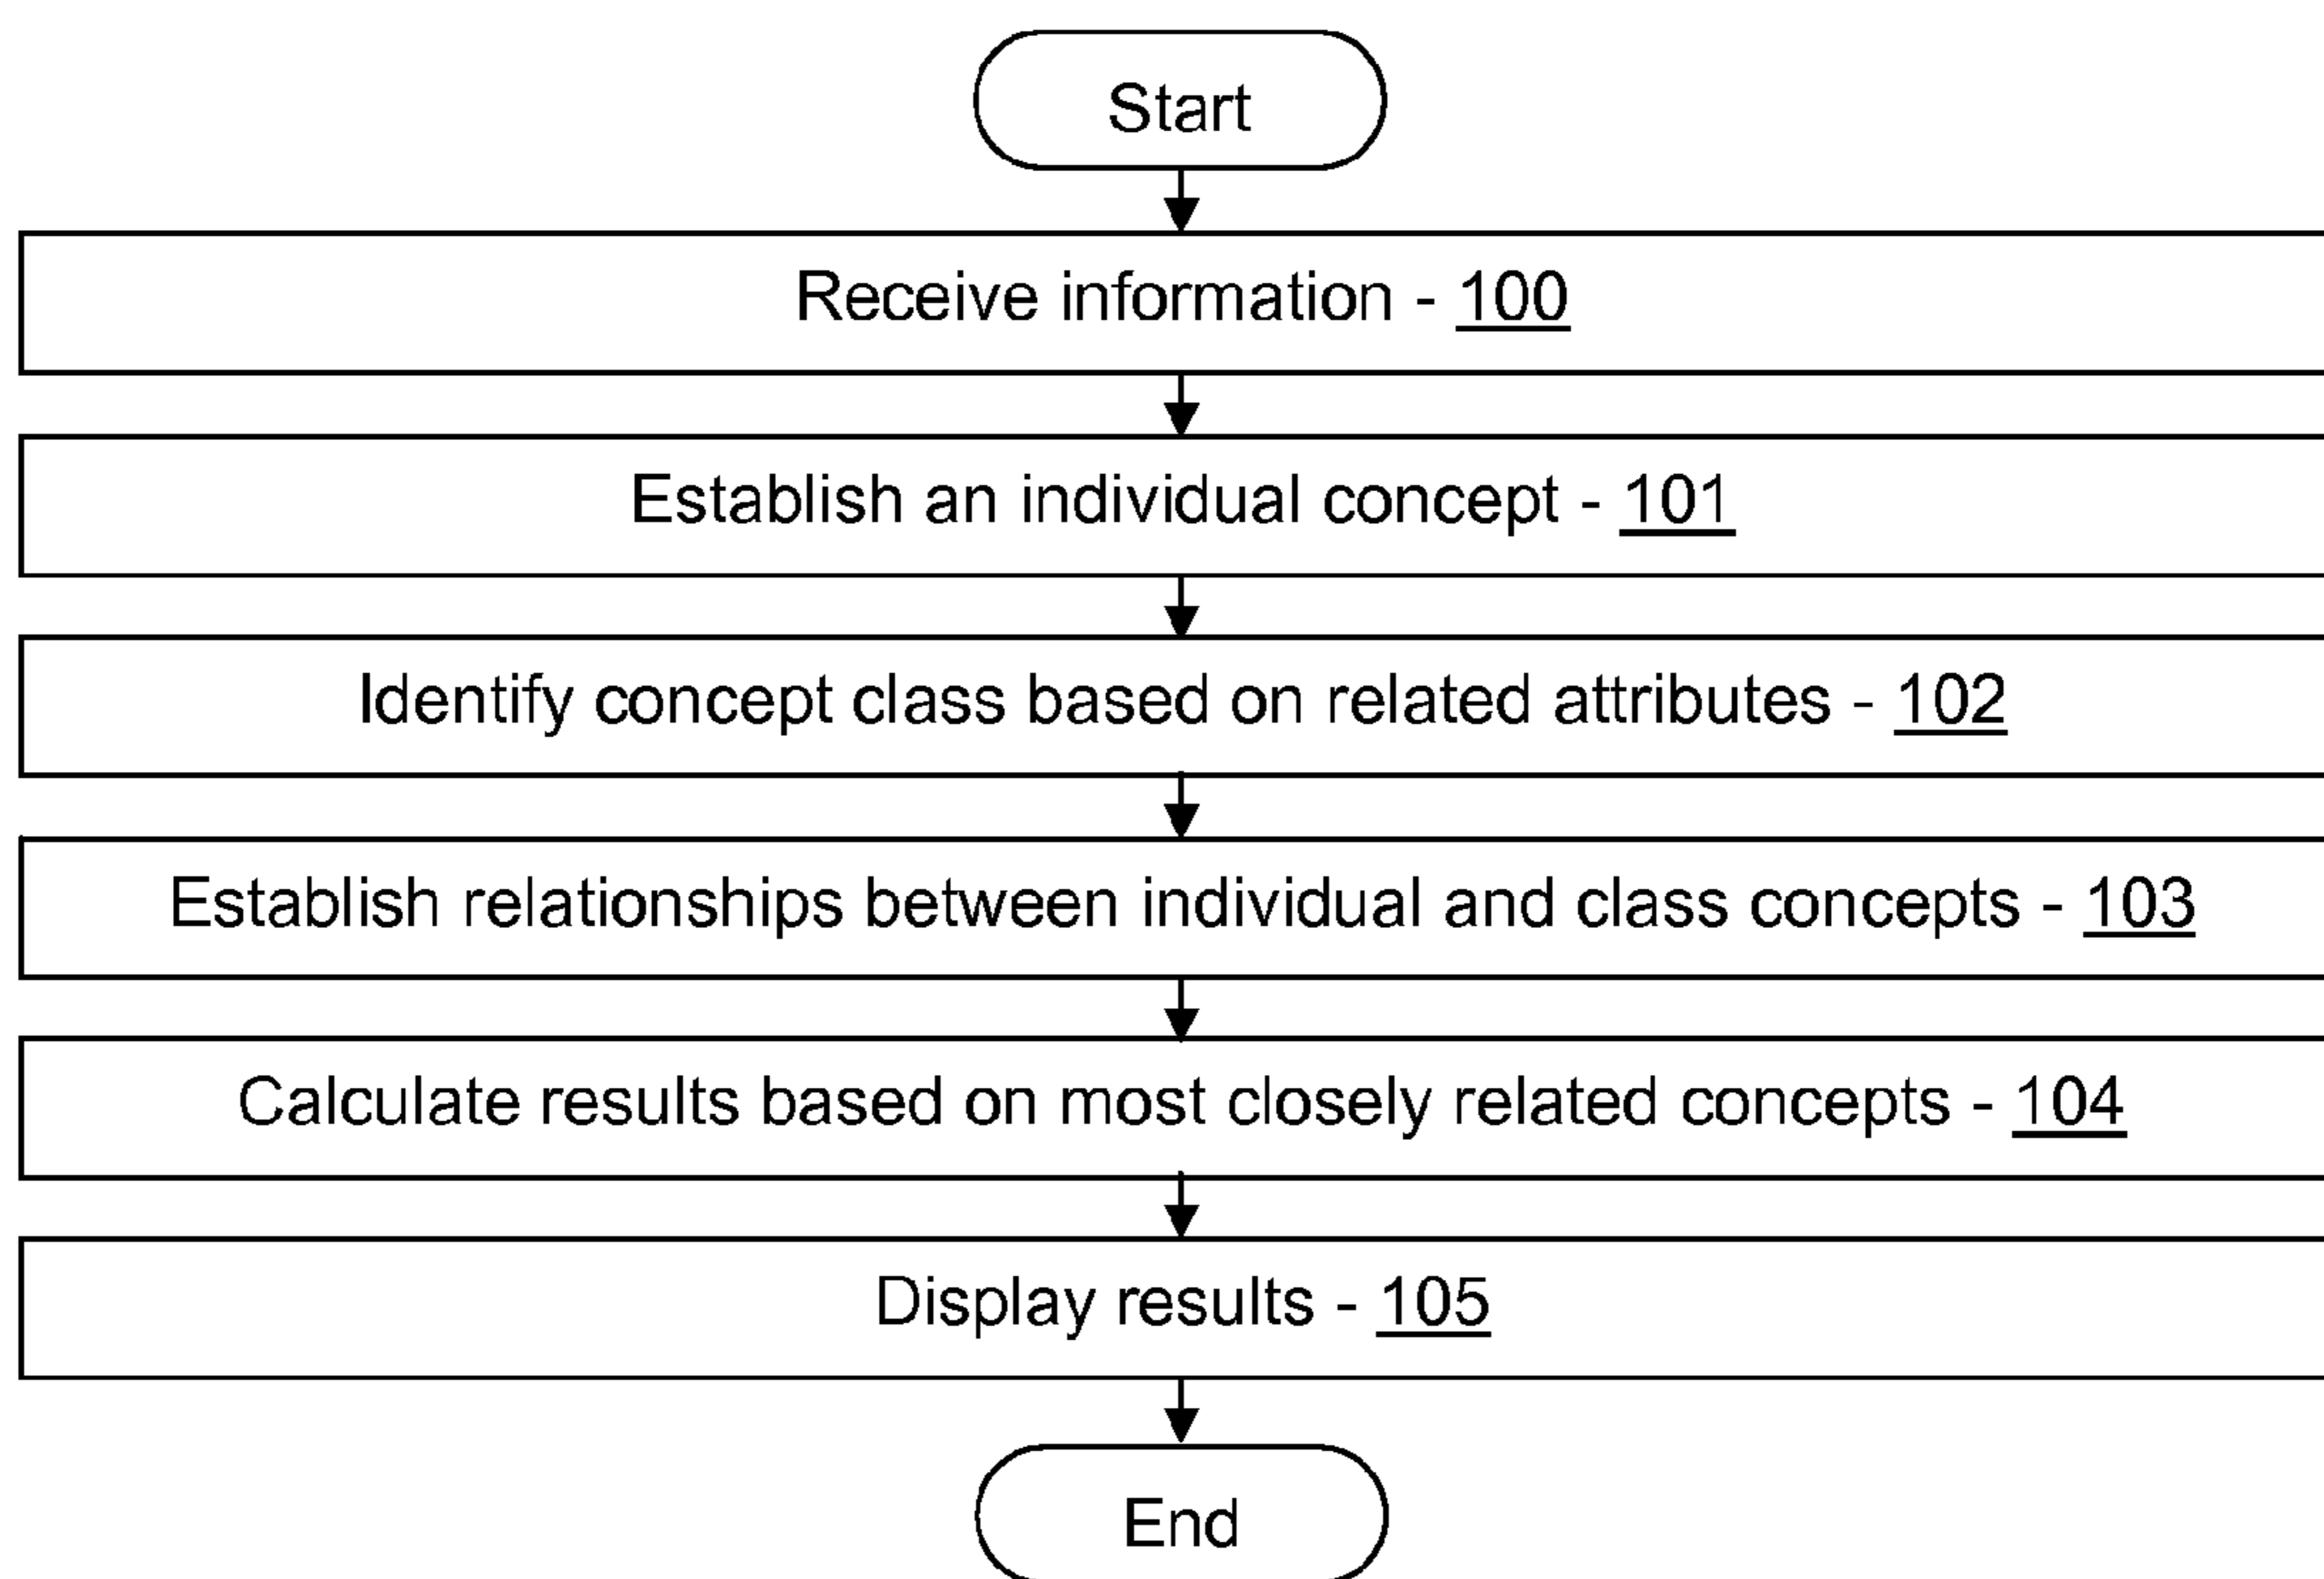 Start
Receive information - 100
Establish an individual concept - 101
Identify concept class based on related attributes - 102
Establish relationships between individual and class concepts - 103
Calculate results based on most closely related concepts - 104
Display results - 105
End